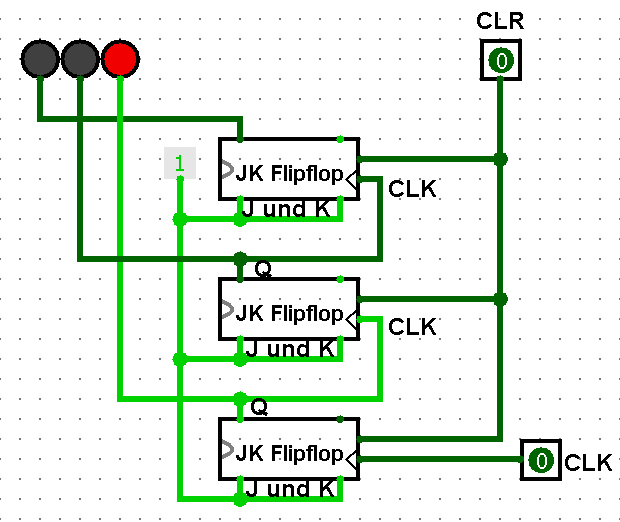 CLR
0
1
JK Flipflop
CLK
J und K
Q
JK Flipflop
CLK
J und K
Q
JK Flipflop
0
CLK
J und K